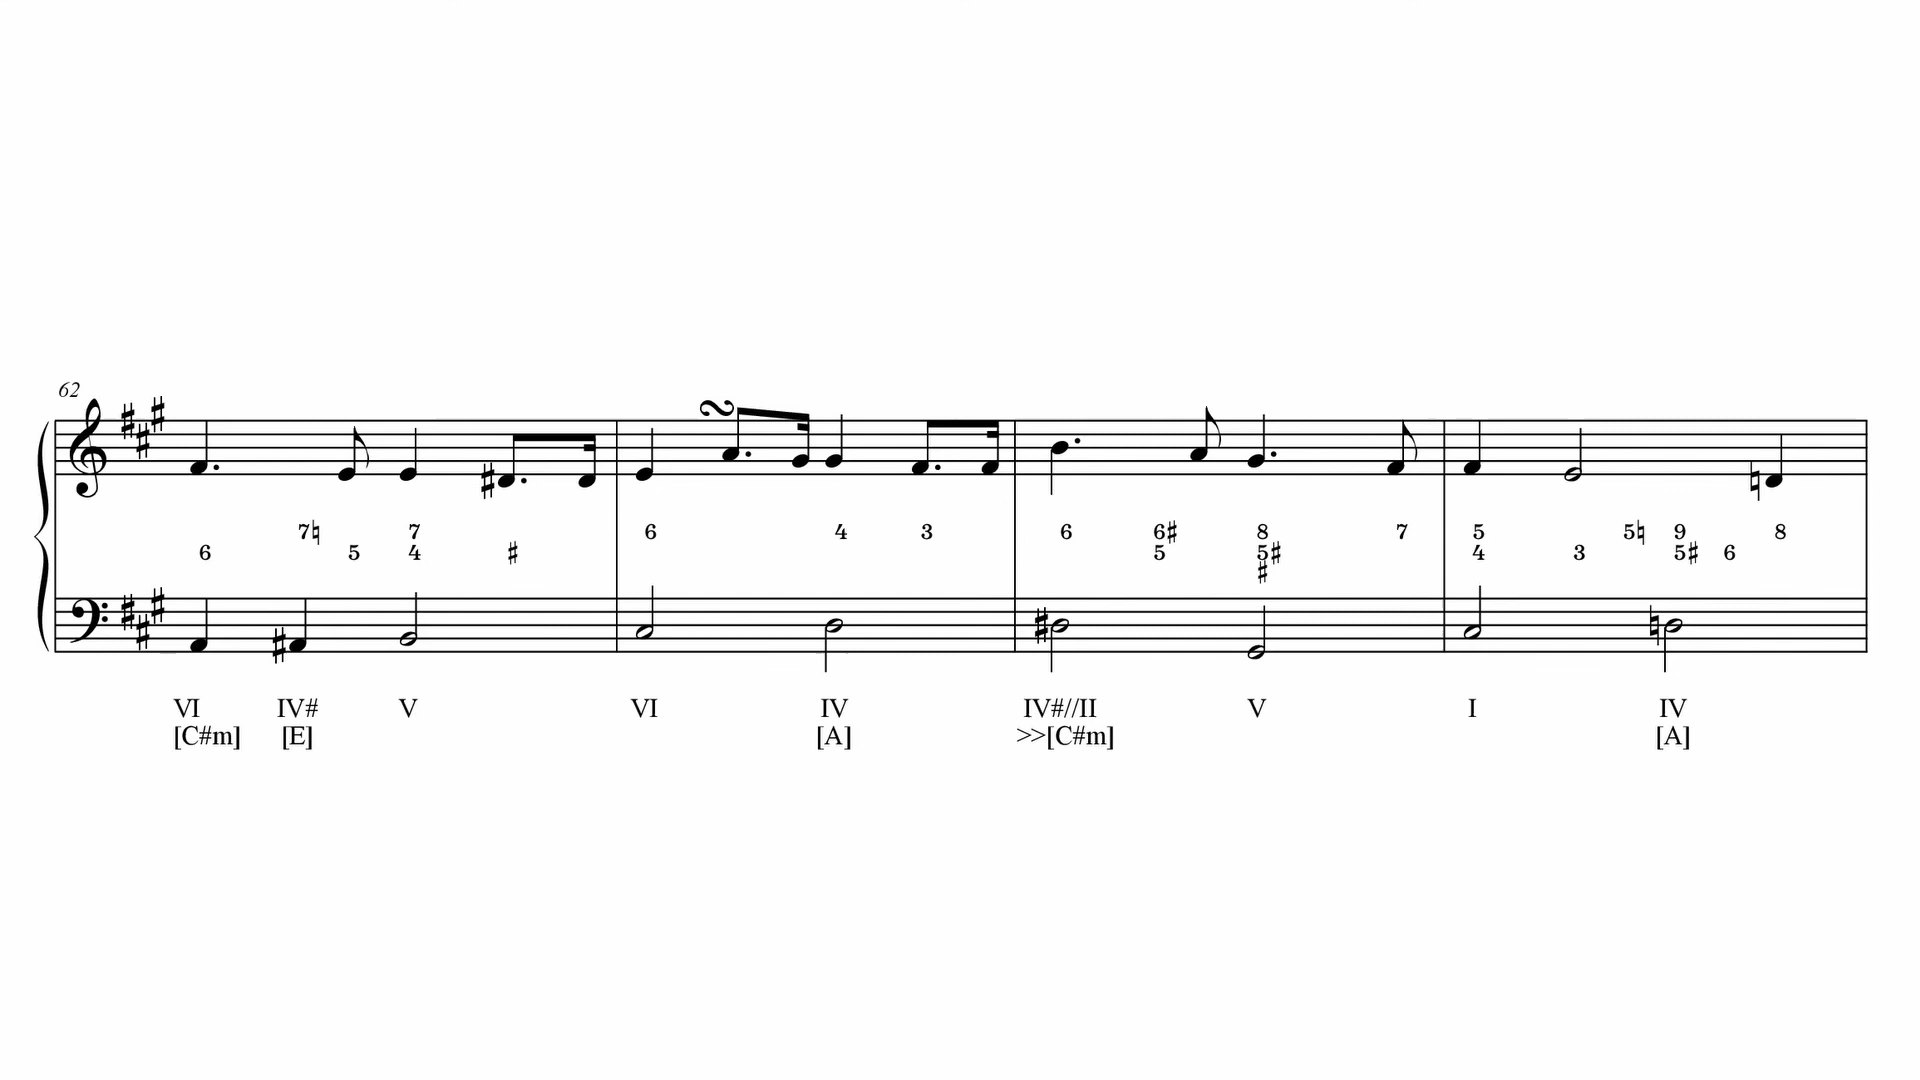 62
7♮ 7 6 4 3 6 6♯ 8 7 5 5♮ 9 8
6 5 4 ♯ 5 5♯ 4 3 5♯ 6
♯
VI IV# V VI IV IV#//II V I IV
[C#m] [E] [A] >>[C#m] [A]